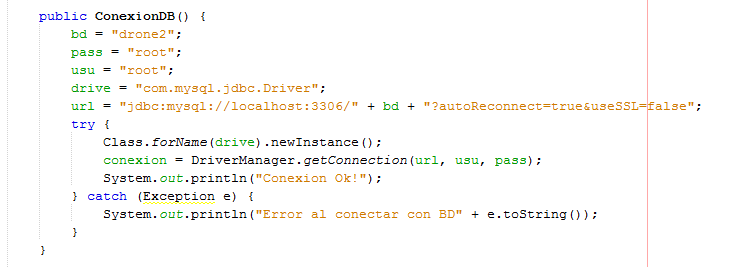 public ConexionDB() {
bd = "drone2";
pass = "root";
usu = "root";
drive = "com.mysql.jdbc.Driver";
url = "jdbc:mysql://localhost:3306/" + bd + "?autoReconnect=true&useSSL=false";
try {
Class.forName(drive).newInstance();
conexion = DriverManager.getConnection(url, usu, pass);
System.out.println("Conexion Ok!");
} catch (Exception e) {
System.out.println("Error al conectar con BD" + e.toString());
}
}